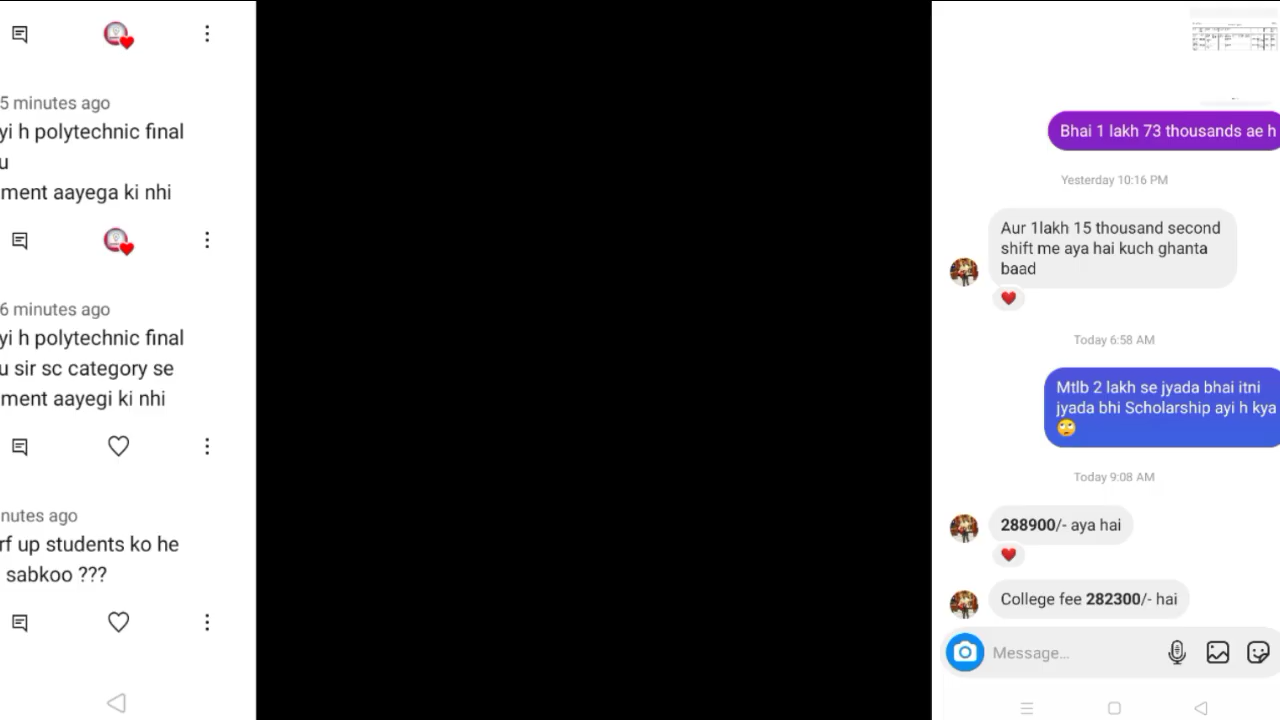 5 minutes ago
yi h polytechnic final
u
ment aayega ki nhi
6 minutes ago
yi h polytechnic final
u sir sc category se
ment aayegi ki nhi
nutes ago
rf up students ko he
sabkoo ???
Bhai 1 lakh 73 thousands ae h
Yesterday 10:16 PM
Aur 1lakh 15 thousand second
shift me aya hai kuch ghanta
baad
Today 6:58 AM
Mtlb 2 lakh se jyada bhai itni
jyada bhi Scholarship ayi h kya
🙄
Today 9:08 AM
288900/- aya hai
College fee 282300/- hai
Message...